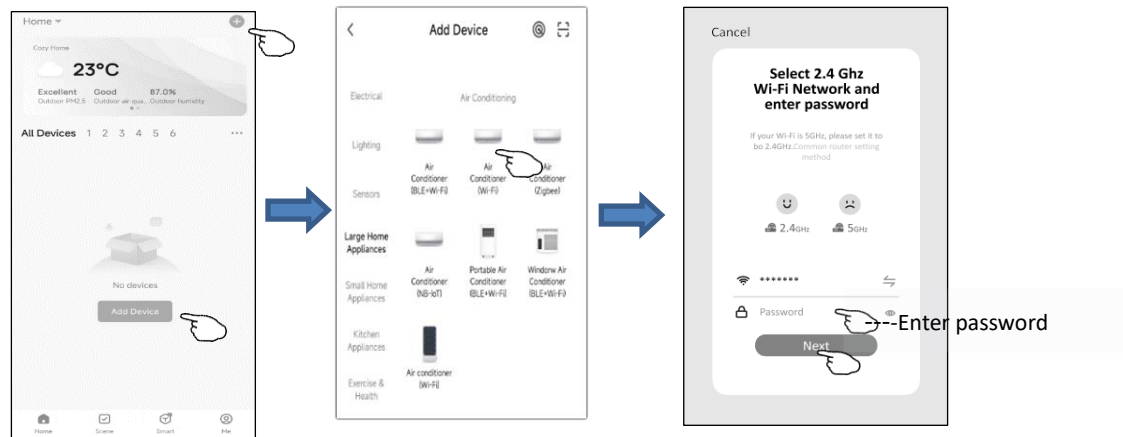 Home
Cozy Home
23°C
Excellent Good 87.0%
Outdoor PM2.5 Outdoor air qua... Outdoor humidity
All Devices 1 2 3 4 5 6 ...
No devices
Add Device
Home Scene Smart Me
Add Device
Electrical
Lighting
Sensors
Large Home
Appliances
Small Home
Appliances
Kitchen
Appliances
Exercise &
Health
Air Conditioning
Air
Conditioner
(BLE+Wi-Fi)
Air
Conditioner
(Wi-Fi)
Air
Conditioner
(Zigbee)
Air
Conditioner
(NB-IoT)
Portable Air
Conditioner
(BLE+Wi-Fi)
Window Air
Conditioner
(BLE+Wi-Fi)
Air conditioner
(Wi-Fi)
Cancel
Select 2.4 Ghz
Wi-Fi Network and
enter password
If your Wi-Fi is 5GHz, please set it to
bo 2.4GHz.Common router setting
method
2.4GHz 5GHz
*******
Password
----Enter password
Next